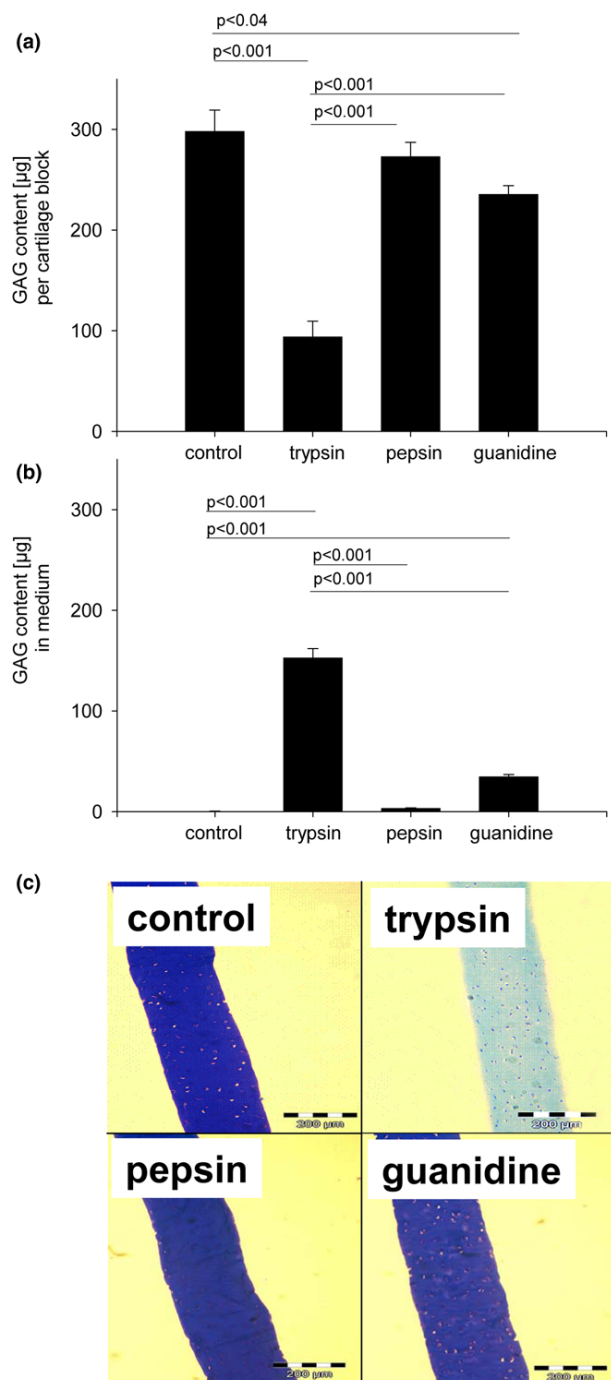 (a)
p<0.04
p<0.001
p<0.001
p<0.001
GAG content [µg]
per cartilage block
300
200
100
0
control trypsin pepsin guanidine
(b)
p<0.001
p<0.001
p<0.001
p<0.001
GAG content [µg]
in medium
300
200
100
0
control trypsin pepsin guanidine
(c)
control
trypsin
200 µm
200 µm
pepsin
guanidine
200 µm
200 µm